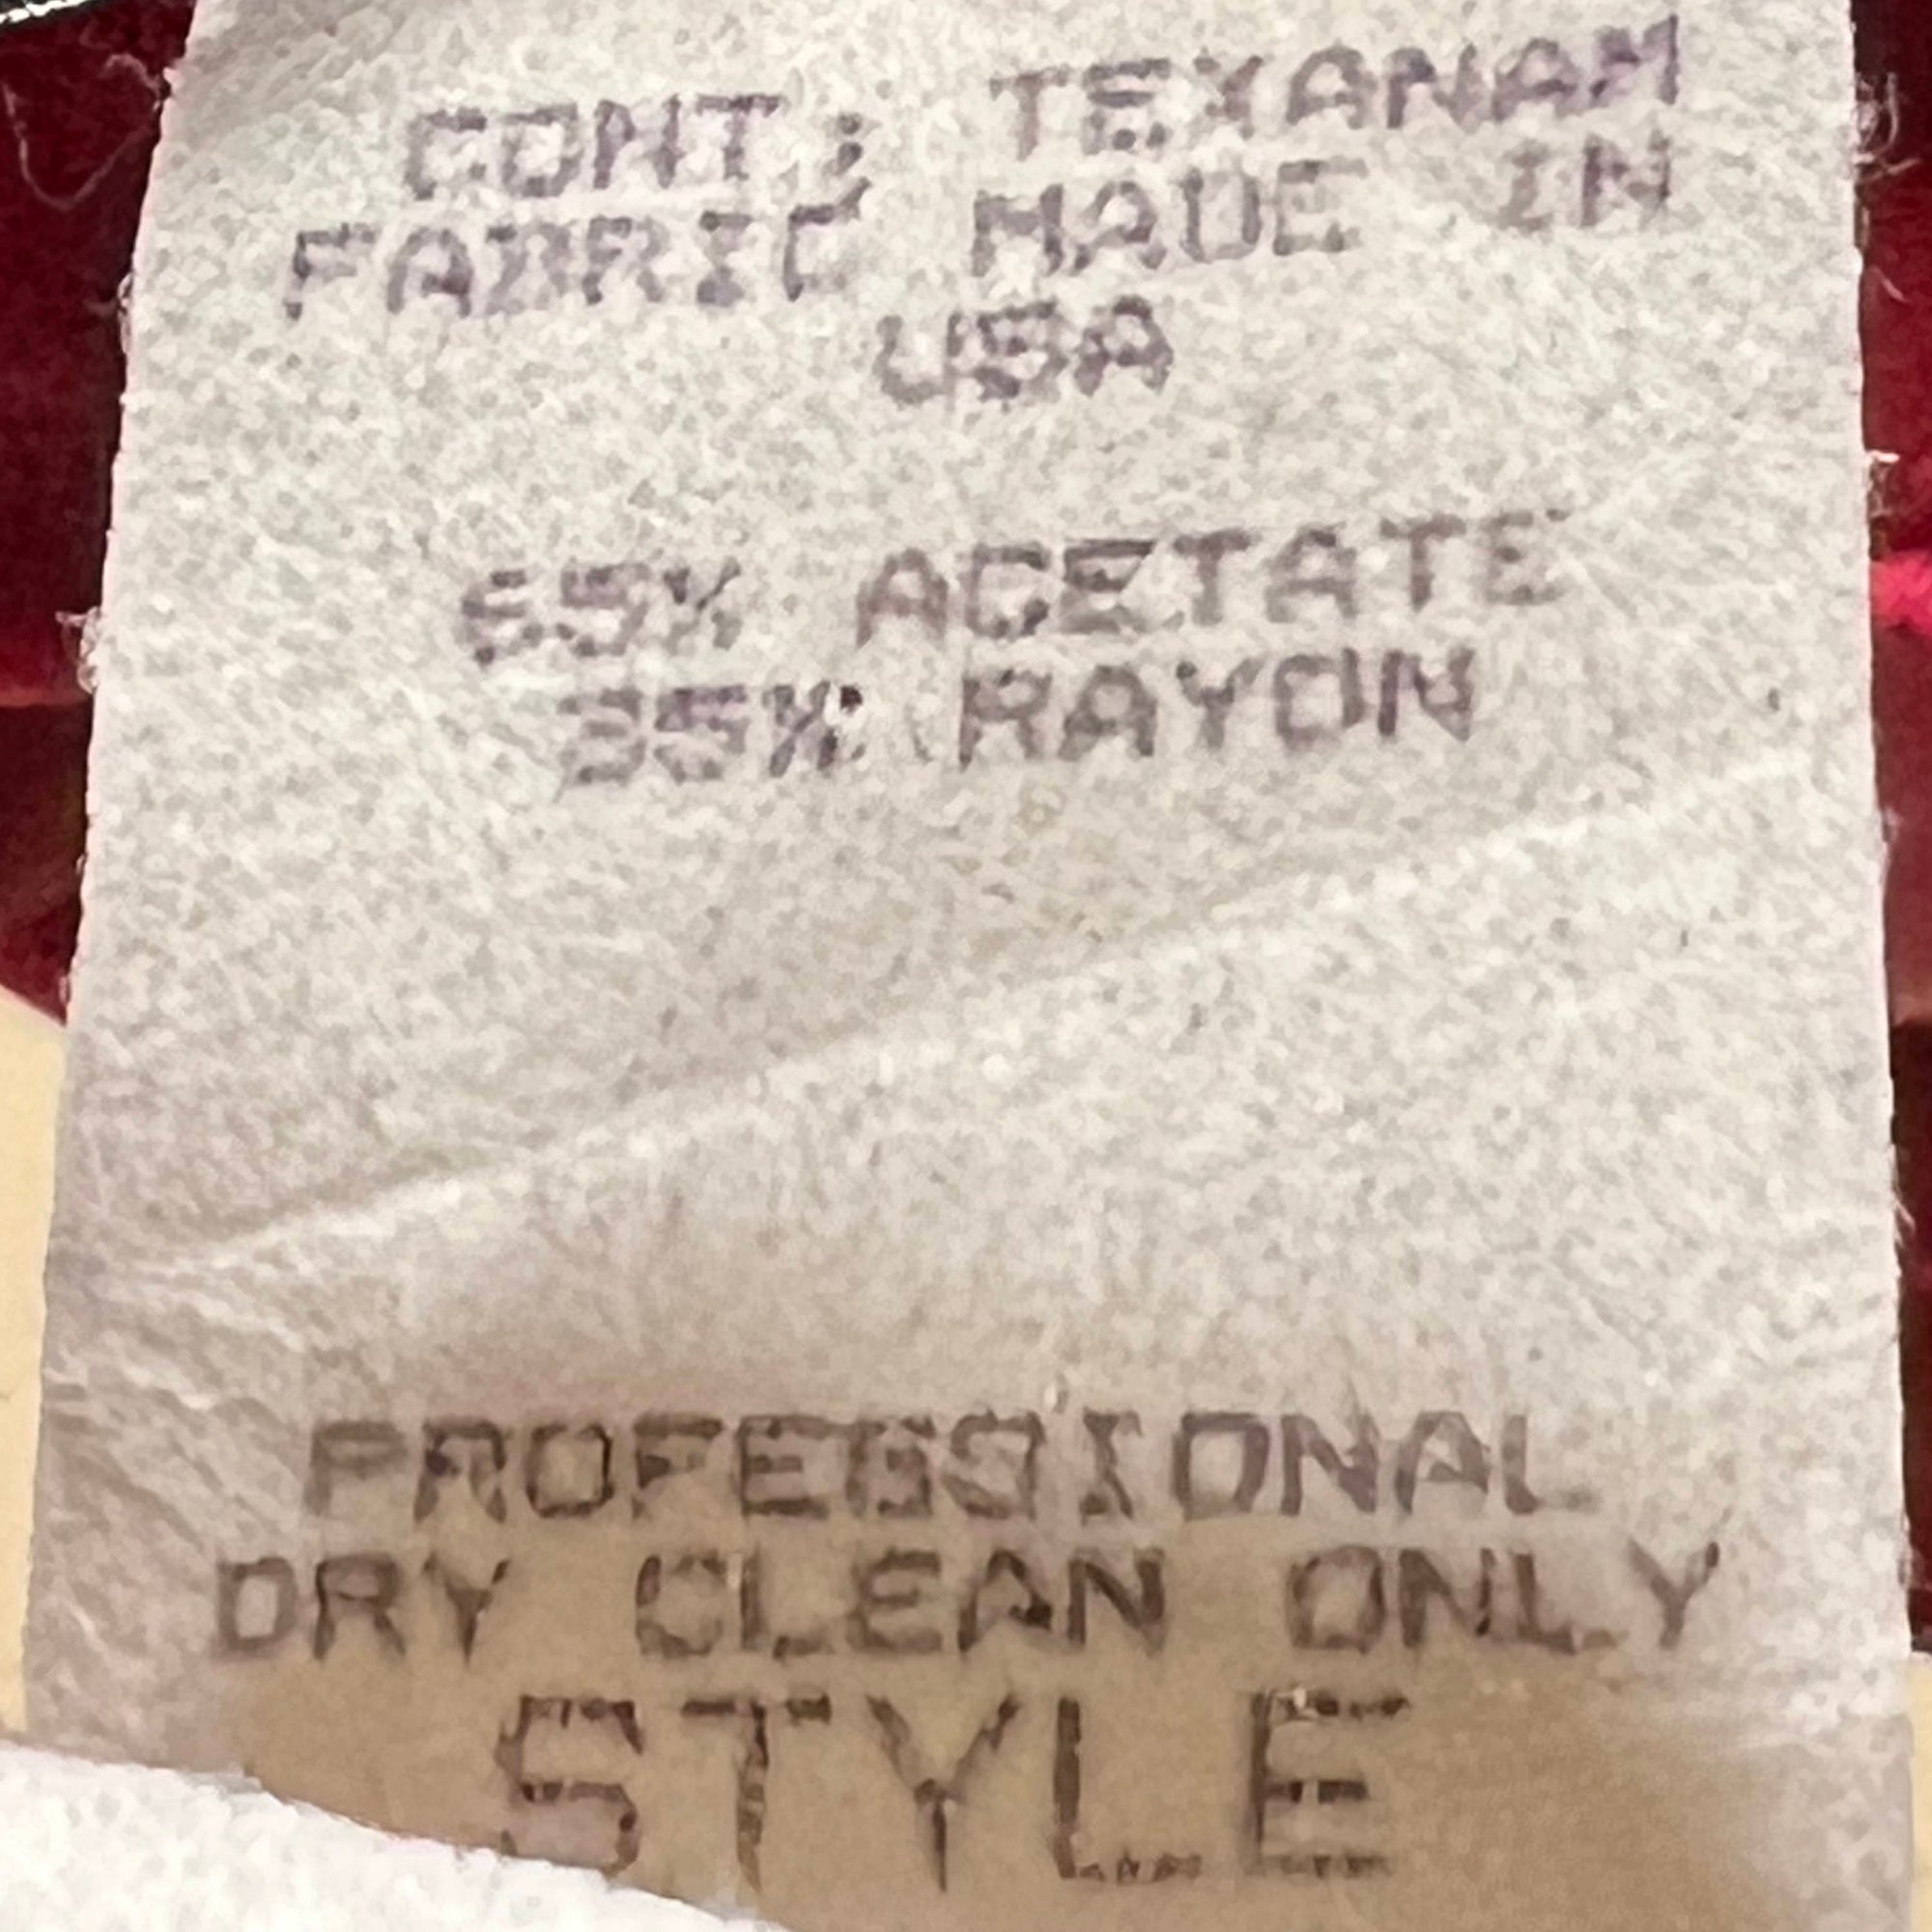 CONT; TEXANAM
FABRIC MADE IN
USA
65% ACETATE
35% RAYON
PROFESSIONAL
DRY CLEAN ONLY
STYLE